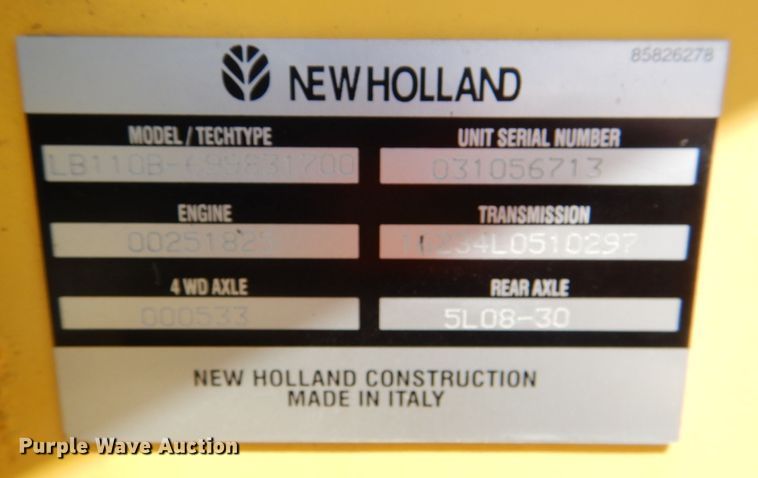 85826278
NEW HOLLAND
MODEL / TECHTYPE UNIT SERIAL NUMBER
031056713
ENGINE TRANSMISSION
4 WD AXLE REAR AXLE
000533 5L08-30
NEW HOLLAND CONSTRUCTION
MADE IN ITALY
Purple Wave Auction